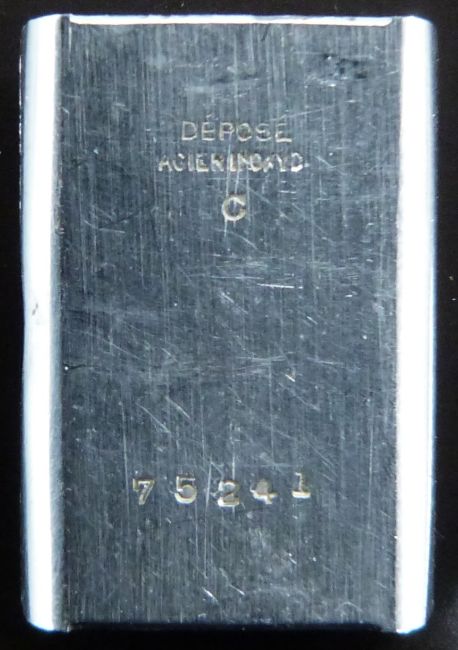 DÉPOSÉ
ACIER INOXYD.
C
75241